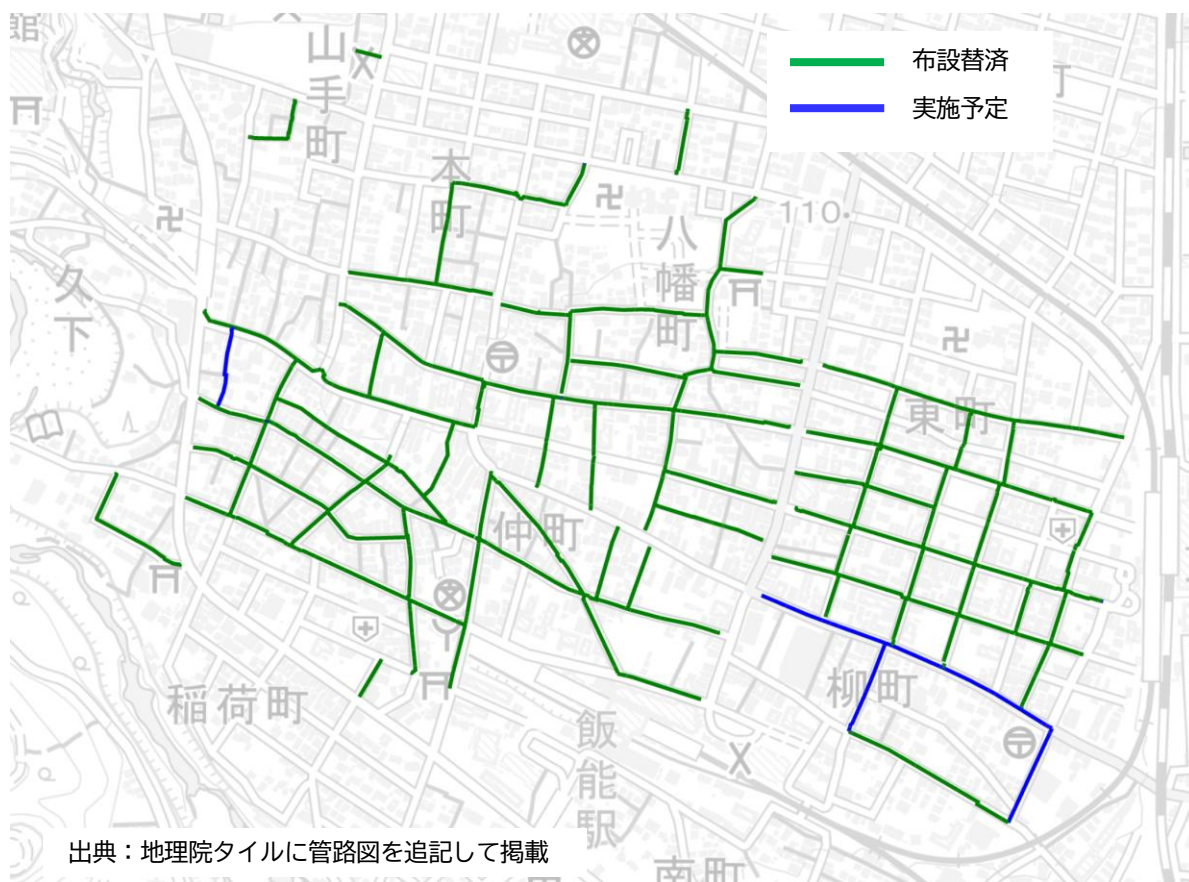 館
山手町
布設替済
実施予定
町
本町
110
八幡町
久下
東町
仲町
柳町
稲荷町
飯能駅
南町
出典：地理院タイルに管路図を追記して掲載